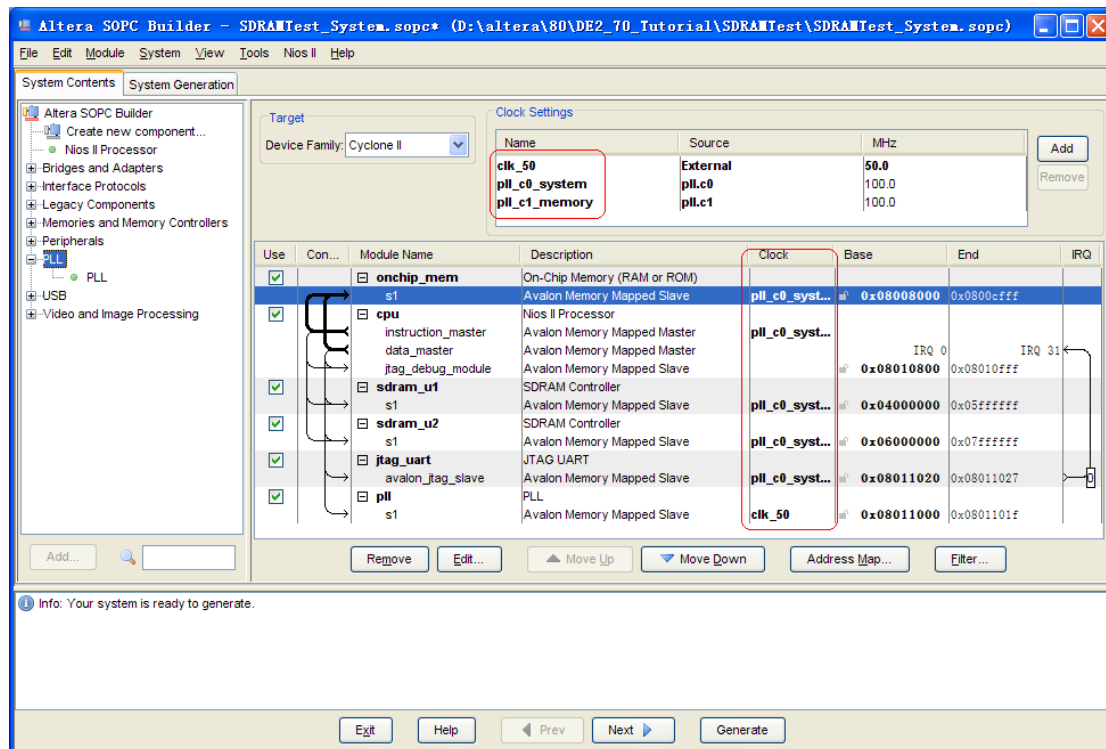 Altera SOPC Builder - SDRAMTest_System.sopc* (D:\altera\80\DE2_70_Tutorial\SDRAMTest\SDRAMTest_System.sopc)
File Edit Module System View Tools Nios II Help
System Contents System Generation
Altera SOPC Builder
Create new component...
Nios II Processor
Bridges and Adapters
Interface Protocols
Legacy Components
Memories and Memory Controllers
Peripherals
PLL
PLL
USB
Video and Image Processing
Add...
Target
Device Family: Cyclone II
Clock Settings
Name Source MHz
clk_50 External 50.0
pll_c0_system pll.c0 100.0
pll_c1_memory pll.c1 100.0
Add
Remove
Use Con... Module Name Description Clock Base End IRQ
onchip_mem On-Chip Memory (RAM or ROM)
s1 Avalon Memory Mapped Slave pll_c0_syst... 0x08008000 0x0800cfff
cpu Nios II Processor
instruction_master Avalon Memory Mapped Master pll_c0_syst...
data_master Avalon Memory Mapped Master IRQ 0 IRQ 31
jtag_debug_module Avalon Memory Mapped Slave 0x08010800 0x08010fff
sdram_u1 SDRAM Controller
s1 Avalon Memory Mapped Slave pll_c0_syst... 0x04000000 0x05ffffff
sdram_u2 SDRAM Controller
s1 Avalon Memory Mapped Slave pll_c0_syst... 0x06000000 0x07ffffff
jtag_uart JTAG UART
avalon_jtag_slave Avalon Memory Mapped Slave pll_c0_syst... 0x08011020 0x08011027 0
pll PLL
s1 Avalon Memory Mapped Slave clk_50 0x08011000 0x0801101f
Remove Edit... Move Up Move Down Address Map... Filter...
Info: Your system is ready to generate.
Exit Help Prev Next Generate